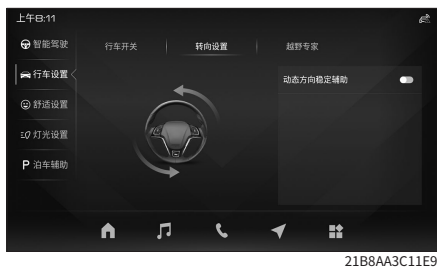 上午8:11
智能驾驶
行车开关
转向设置
越野专家
行车设置
动态方向稳定辅助
舒适设置
灯光设置
P 泊车辅助
21B8AA3C11E9